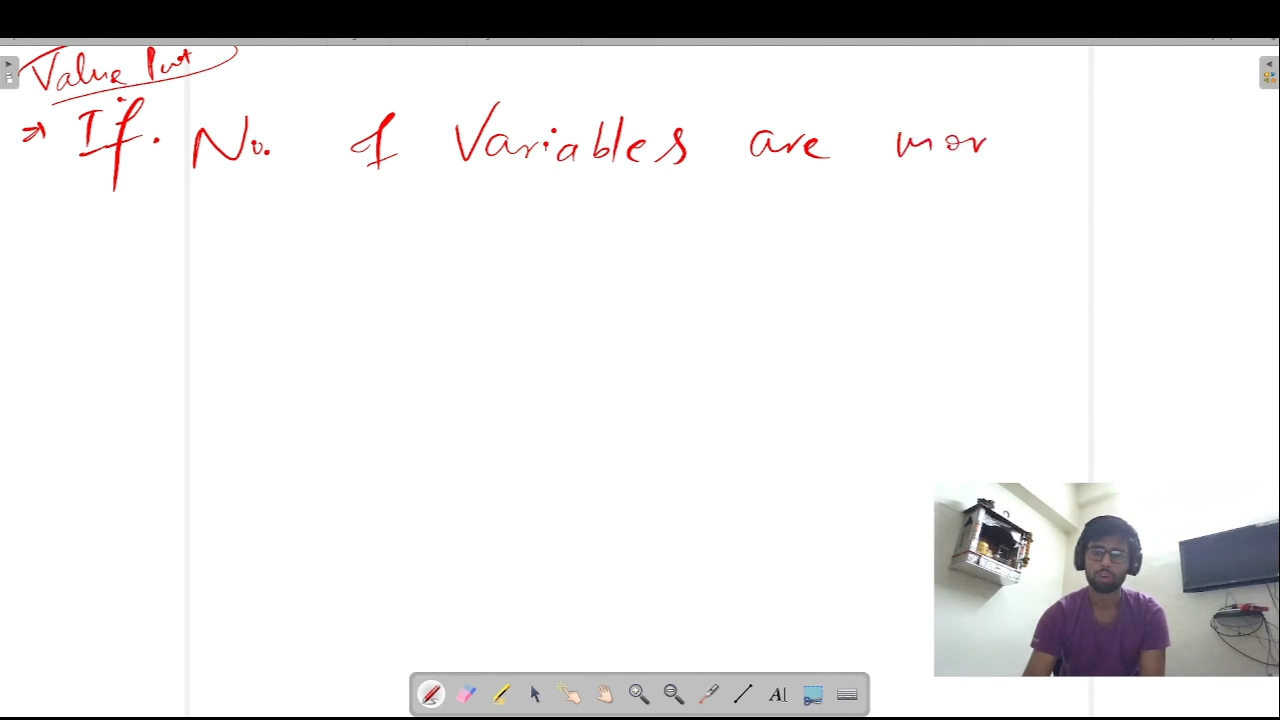 Value Put
→ If. No. of Variables are mor